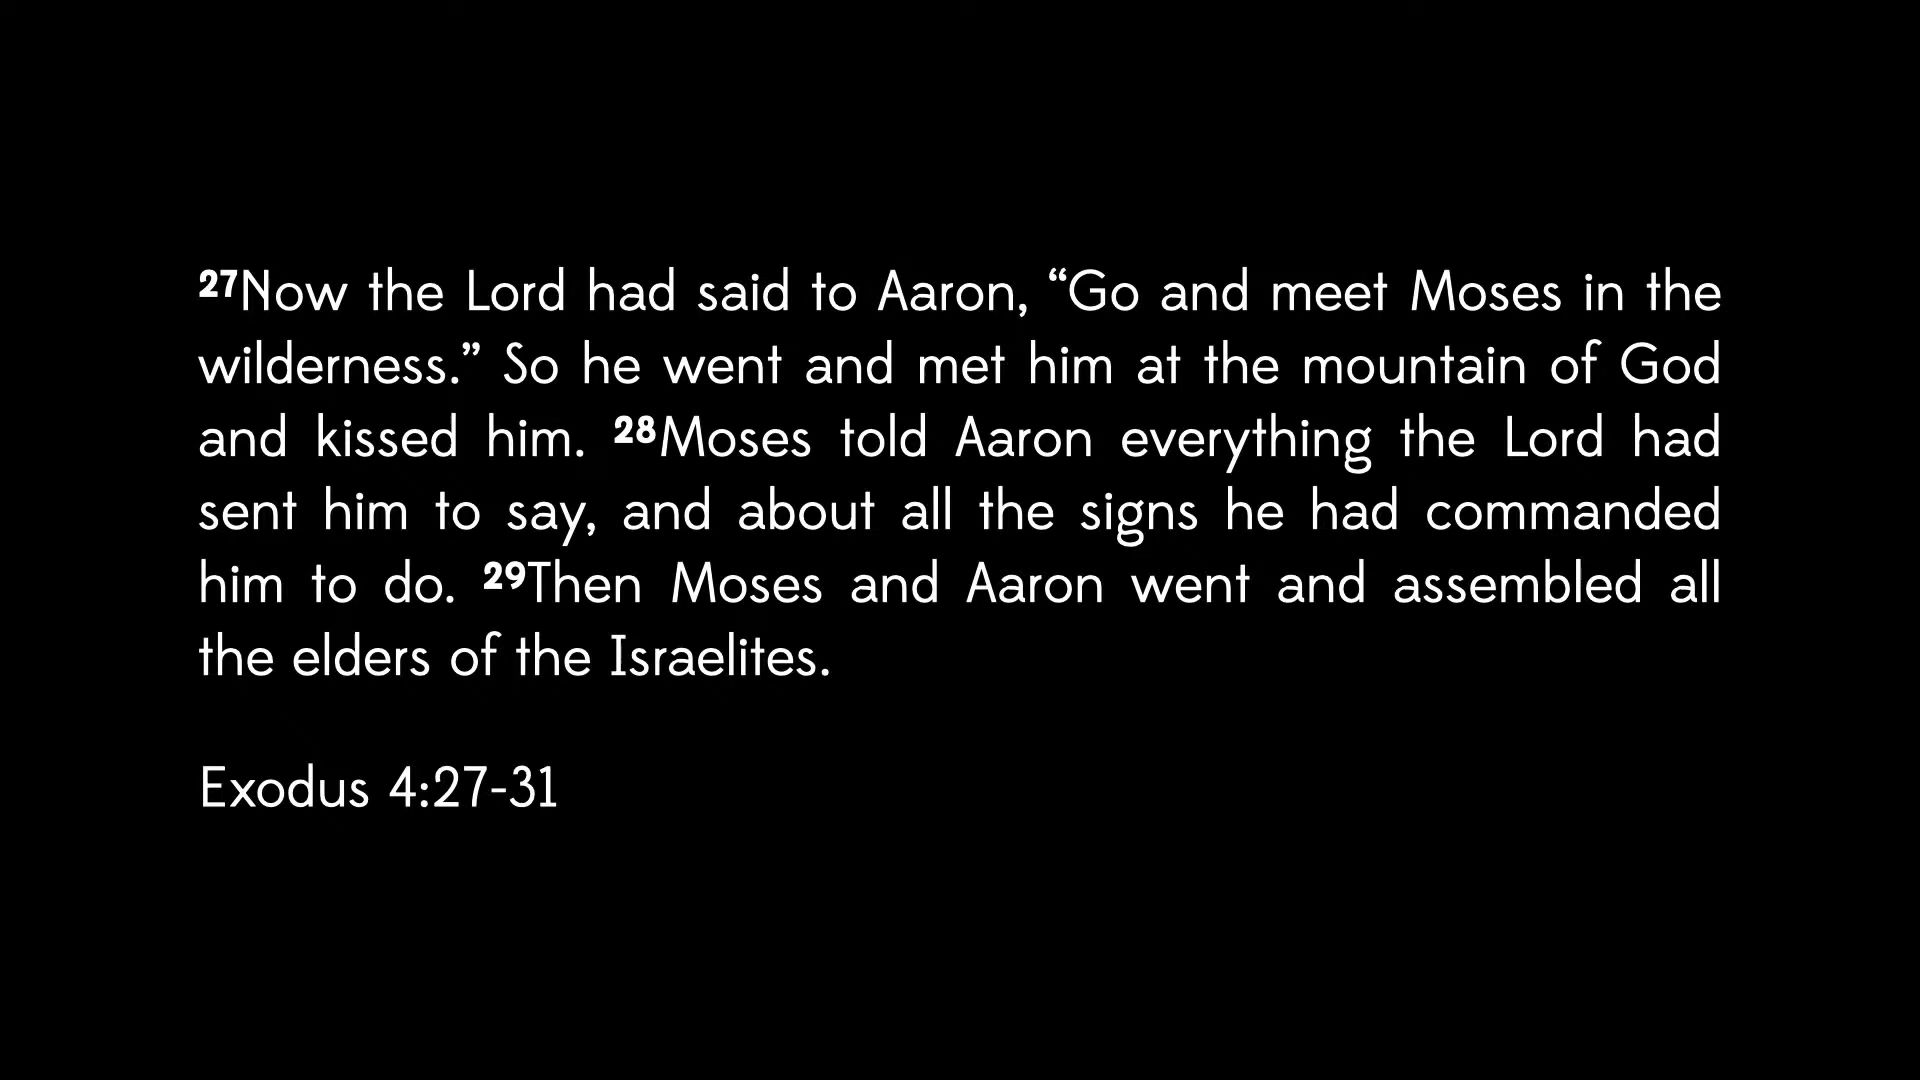 27Now the Lord had said to Aaron, “Go and meet Moses in the
wilderness.” So he went and met him at the mountain of God
and kissed him. 28Moses told Aaron everything the Lord had
sent him to say, and about all the signs he had commanded
him to do. 29Then Moses and Aaron went and assembled all
the elders of the Israelites.
Exodus 4:27-31